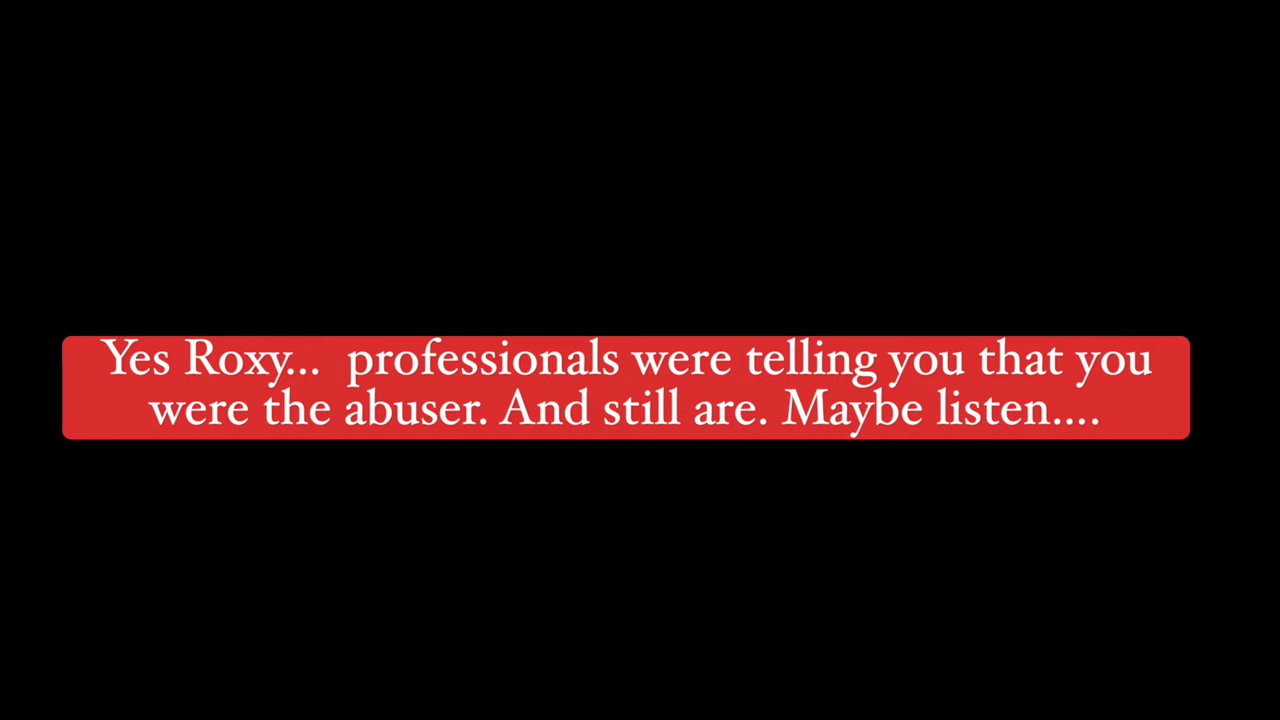 Yes Roxy...  professionals were telling you that you
were the abuser. And still are. Maybe listen....